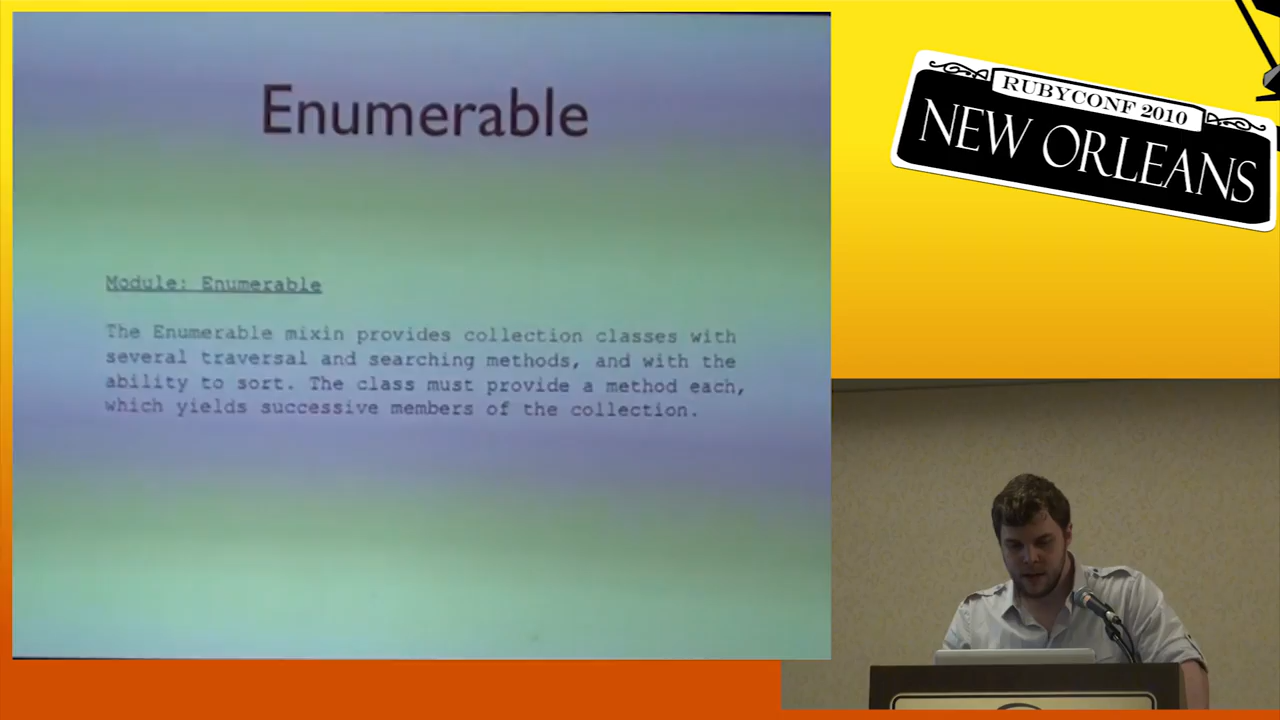 Enumerable
Module: Enumerable
The Enumerable mixin provides collection classes with
several traversal and searching methods, and with the
ability to sort. The class must provide a method each,
which yields successive members of the collection.
RUBYCONF 2010
NEW ORLEANS